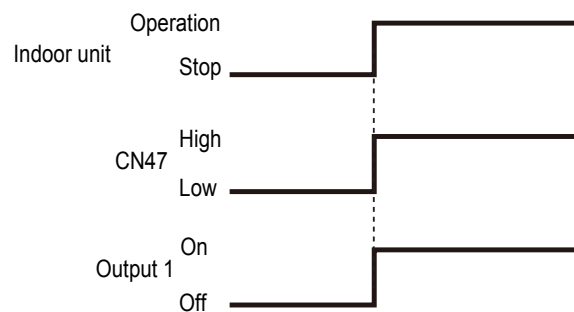 Operation
Indoor unit
Stop
High
CN47
Low
On
Output 1
Off